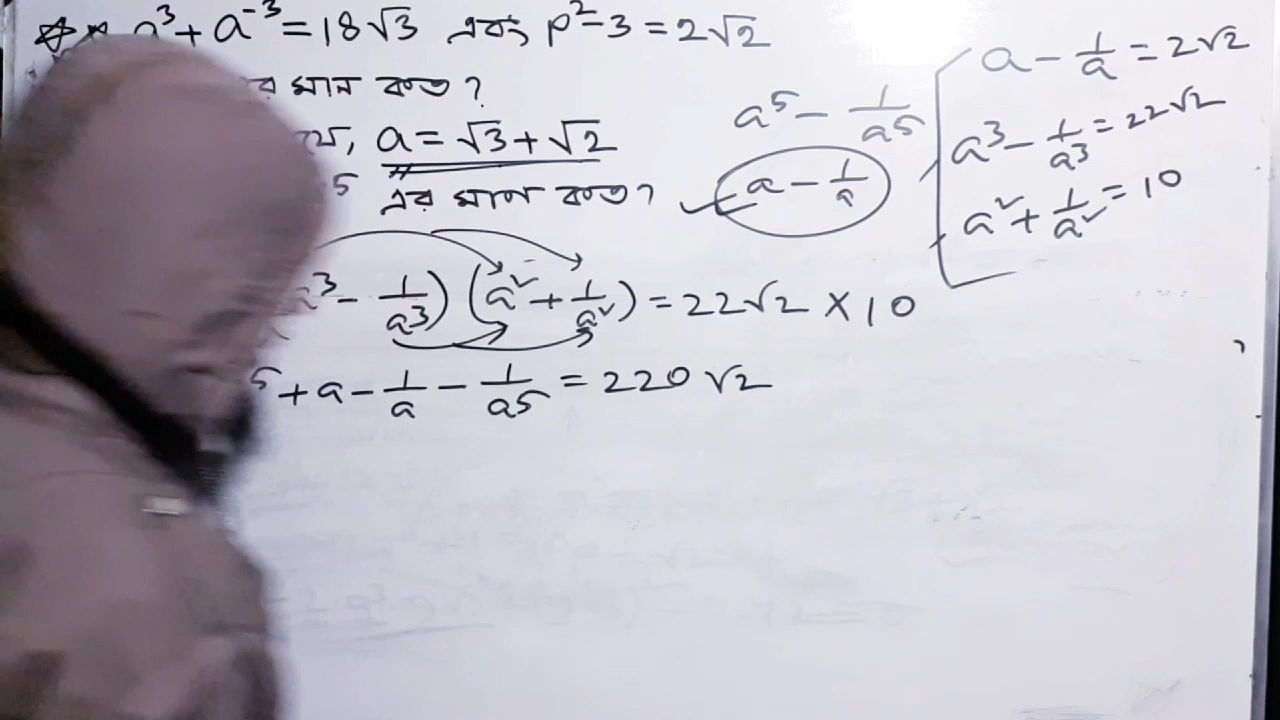 a³ + a⁻³ = 18√3 এবং p² - 3 = 2√2
র মান কত?
a = √3 + √2
5 এর মান কত?
a⁵ - 1/a⁵
a - 1/a
a - 1/a = 2√2
a³ - 1/a³ = 22√2
a² + 1/a² = 10
a³ - 1/a³) (a² + 1/a²) = 22√2 × 10
5 + a - 1/a - 1/a5 = 220√2